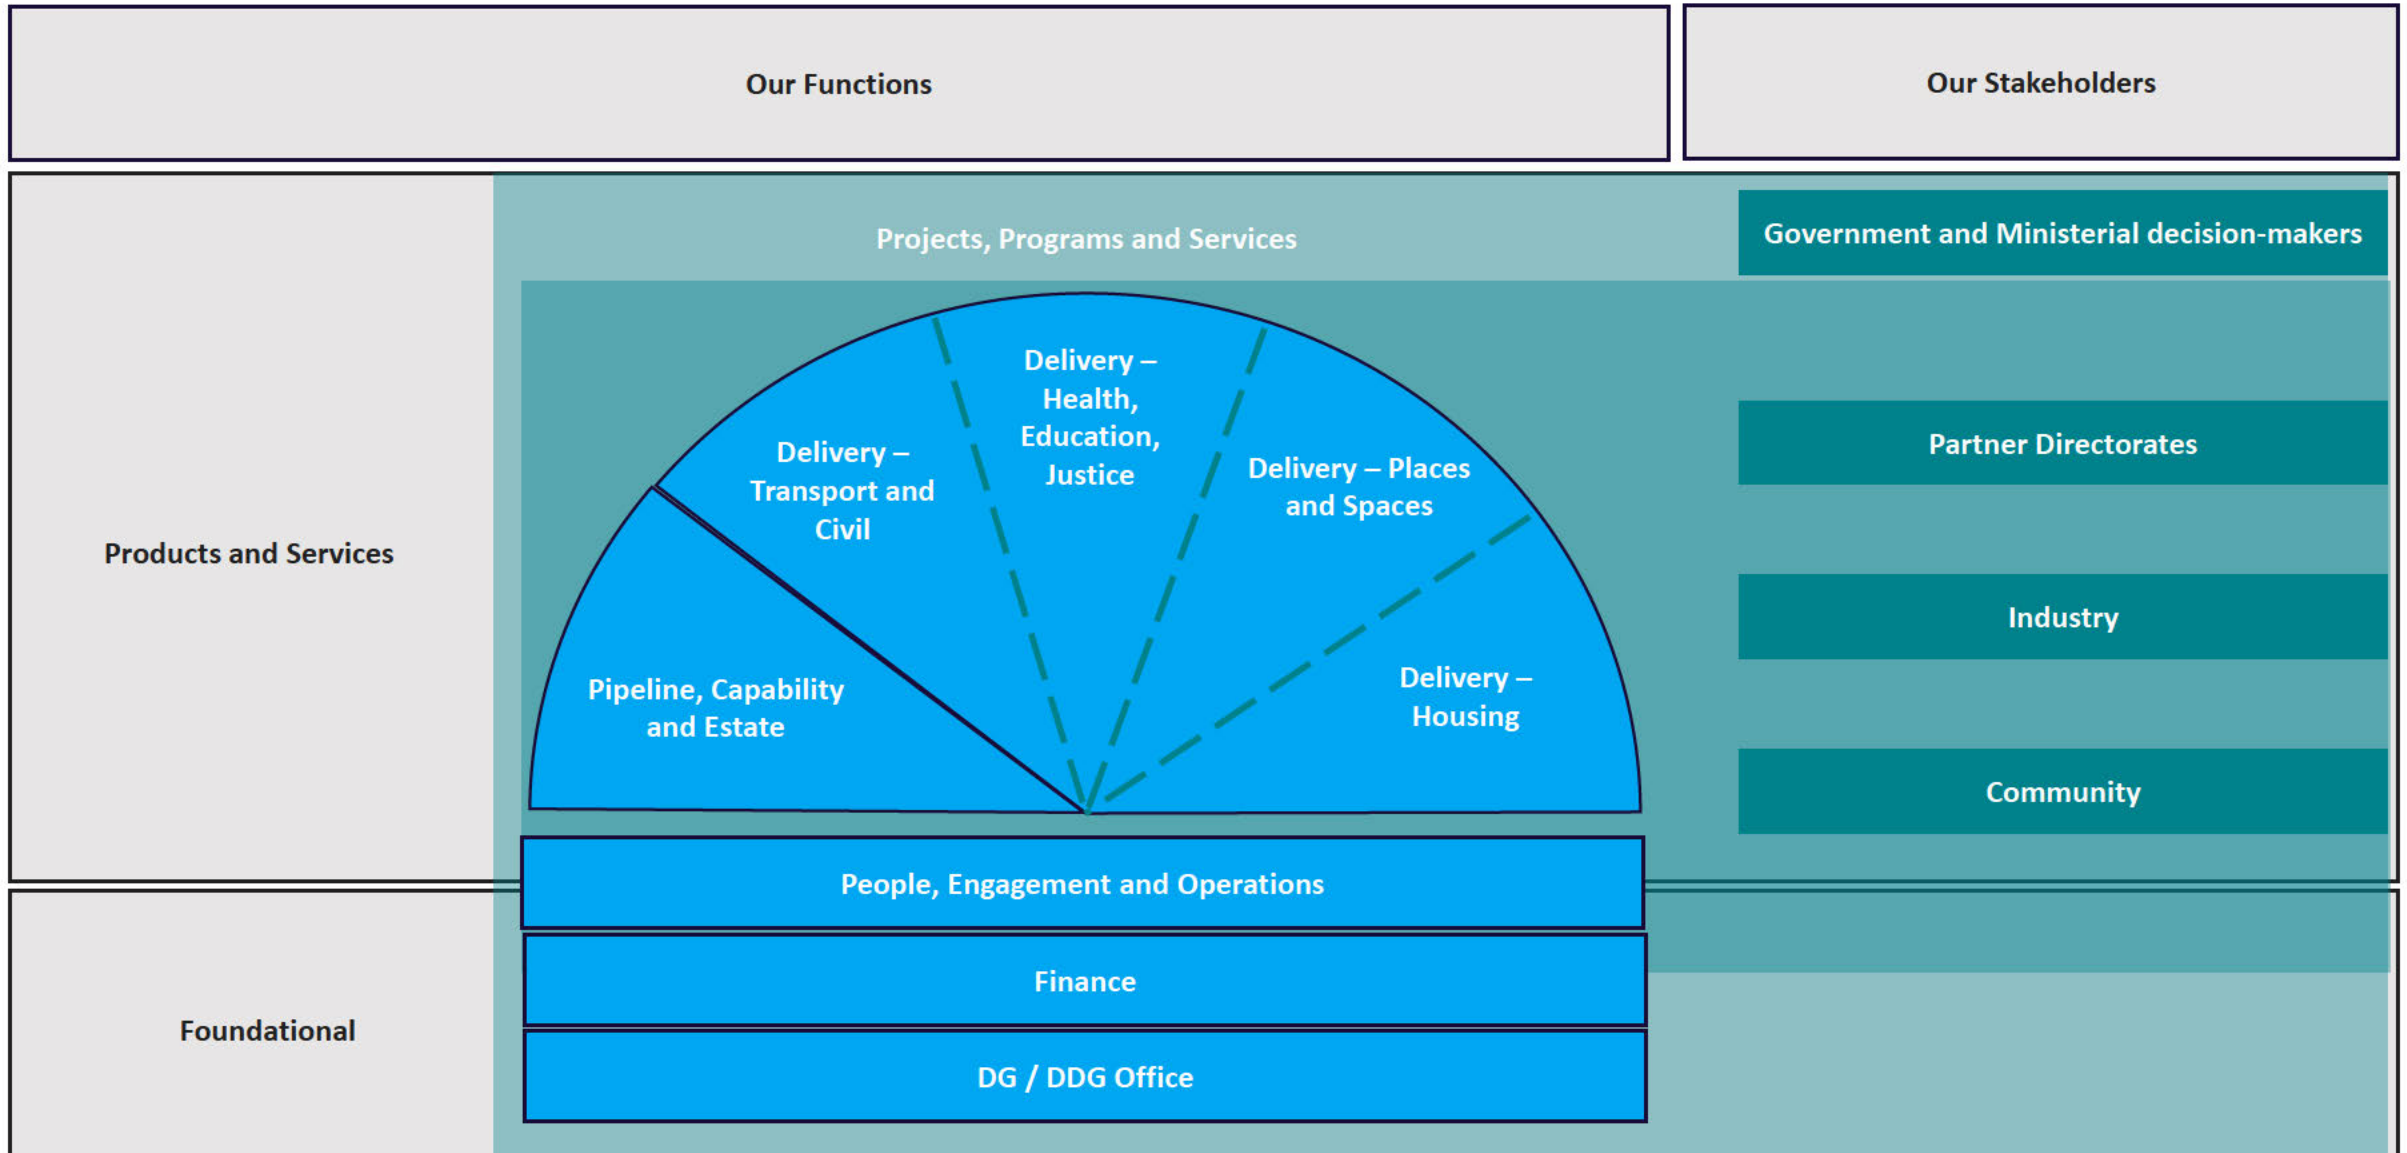 Our Functions
Our Stakeholders
Projects, Programs and Services
Government and Ministerial decision-makers
Products and Services
Delivery –
Health,
Education,
Justice
Delivery –
Transport and
Civil
Delivery – Places
and Spaces
Pipeline, Capability
and Estate
Delivery –
Housing
Partner Directorates
Industry
Community
People, Engagement and Operations
Foundational
Finance
DG / DDG Office